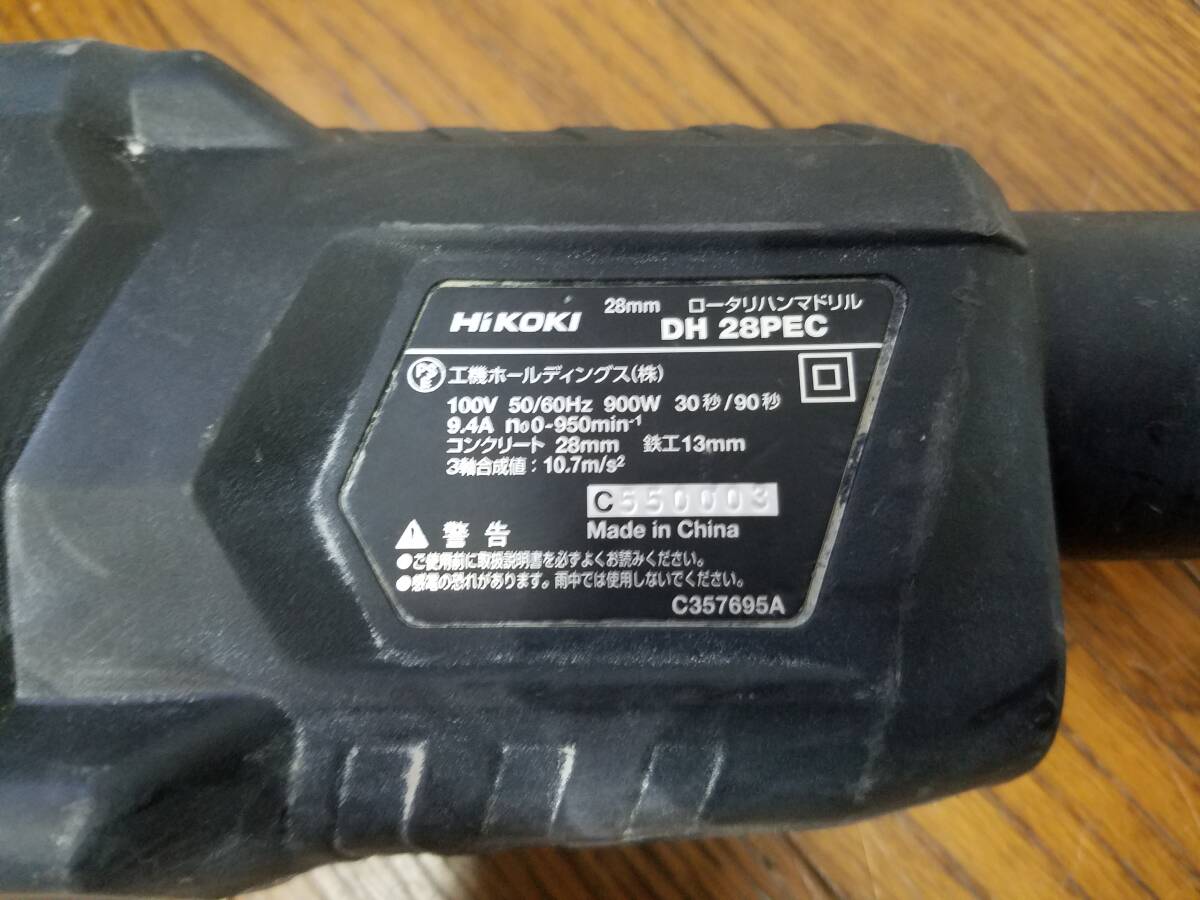 28mm ロータリハンマドリル
HiKOKI DH 28PEC
PS E 工機ホールディングス(株)
100V 50/60Hz 900W 30秒/90秒
9.4A n₀0-950min⁻¹
コンクリート 28mm 鉄工13mm
3軸合成値:10.7m/s²
C550003
Made in China
警告
●ご使用前に取扱説明書を必ずよくお読みください。
●感電の恐れがあります。雨中では使用しないでください。
C357695A